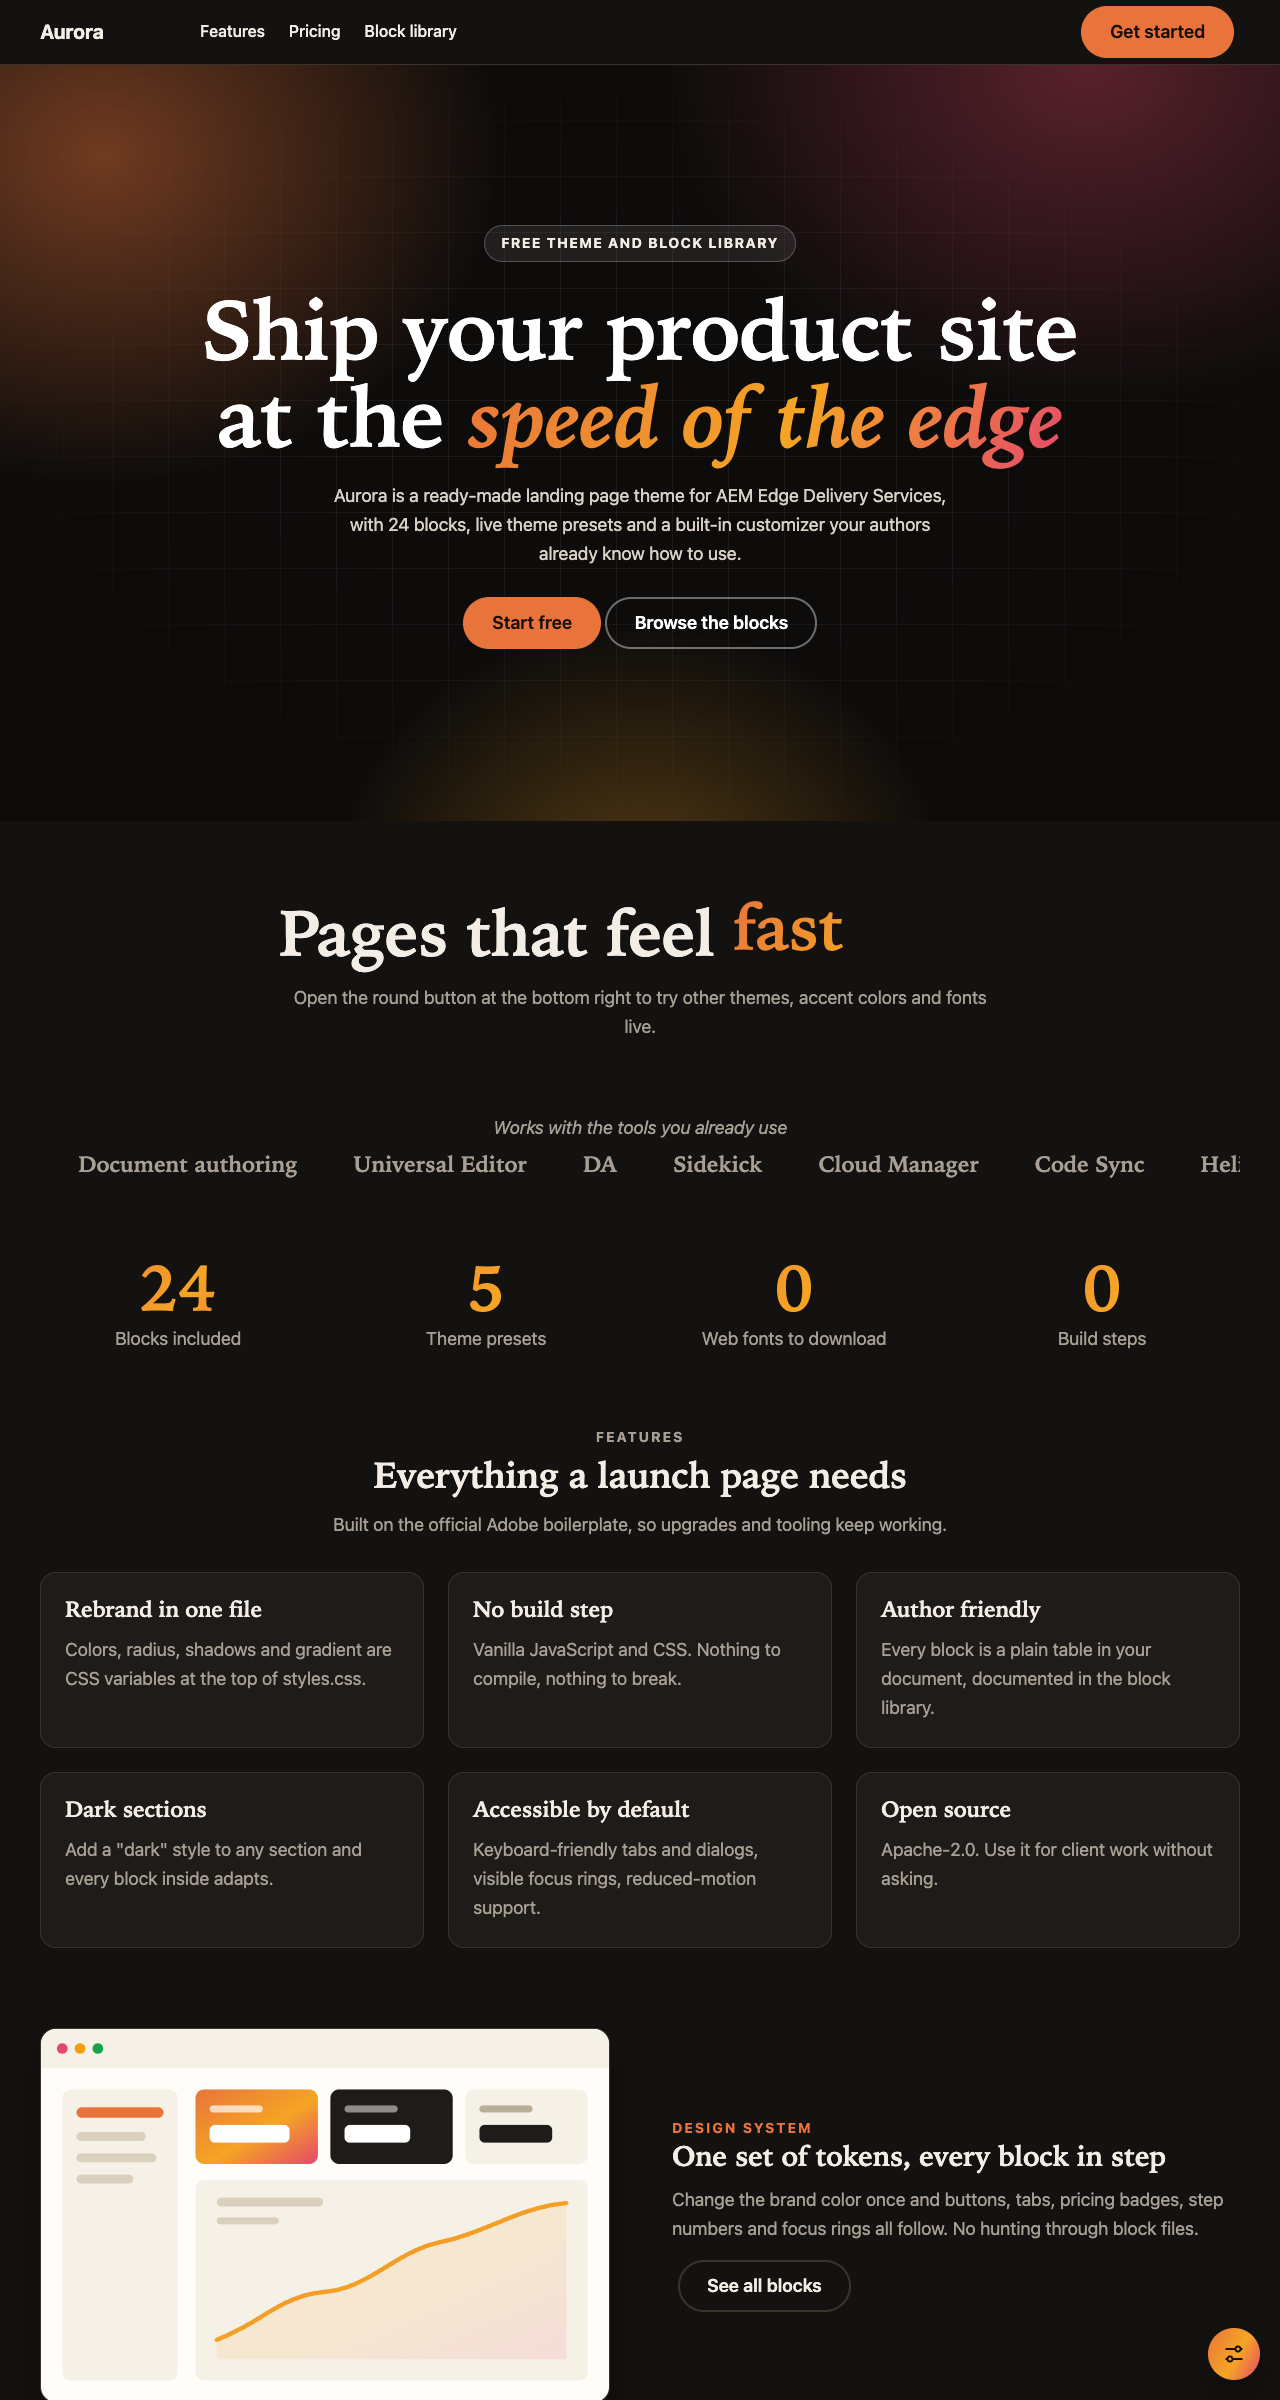 Aurora
Features
Pricing
Block library
Get started
FREE THEME AND BLOCK LIBRARY
Ship your product site
at the speed of the edge
Aurora is a ready-made landing page theme for AEM Edge Delivery Services,
with 24 blocks, live theme presets and a built-in customizer your authors
already know how to use.
Start free
Browse the blocks
Pages that feel fast
Open the round button at the bottom right to try other themes, accent colors and fonts
live.
Works with the tools you already use
Document authoring
Universal Editor
DA
Sidekick
Cloud Manager
Code Sync
24
Blocks included
5
Theme presets
0
Web fonts to download
0
Build steps
FEATURES
Everything a launch page needs
Built on the official Adobe boilerplate, so upgrades and tooling keep working.
Rebrand in one file
Colors, radius, shadows and gradient are
CSS variables at the top of styles.css.
No build step
Vanilla JavaScript and CSS. Nothing to
compile, nothing to break.
Author friendly
Every block is a plain table in your
document, documented in the block
library.
Dark sections
Add a "dark" style to any section and
every block inside adapts.
Accessible by default
Keyboard-friendly tabs and dialogs,
visible focus rings, reduced-motion
support.
Open source
Apache-2.0. Use it for client work without
asking.
DESIGN SYSTEM
One set of tokens, every block in step
Change the brand color once and buttons, tabs, pricing badges, step
numbers and focus rings all follow. No hunting through block files.
See all blocks